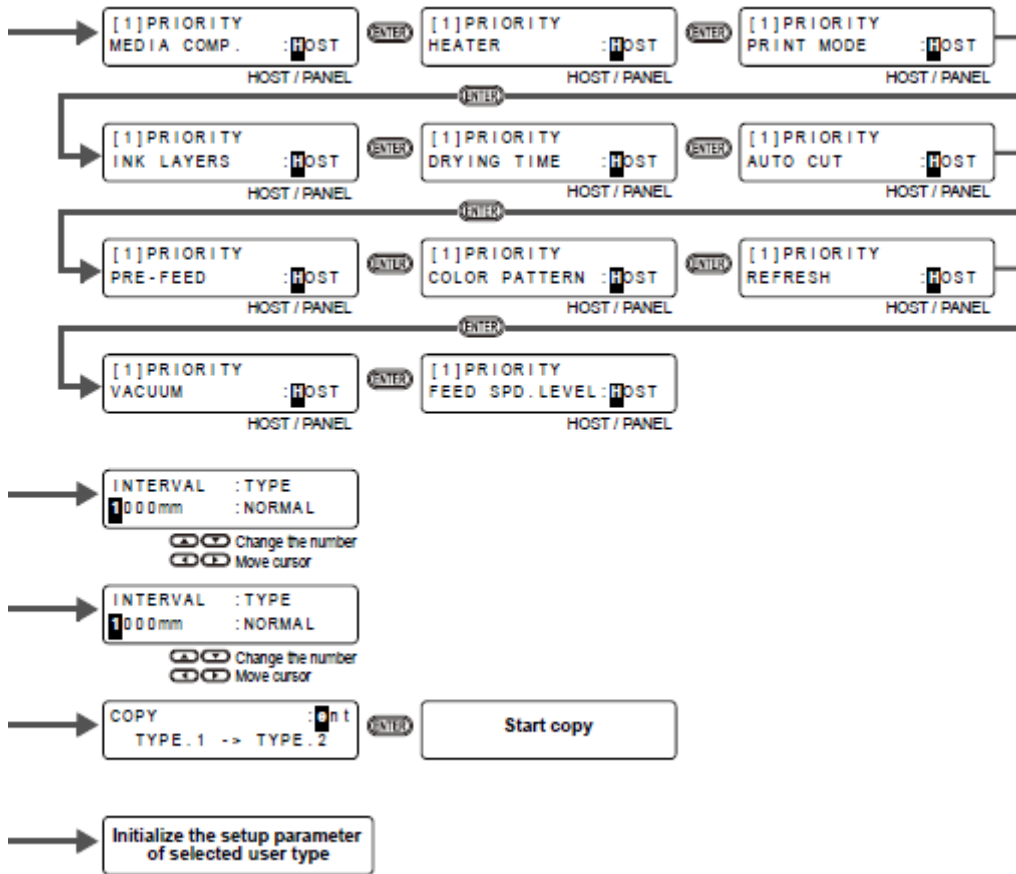 [1]PRIORITY
MEDIA COMP. :HOST
HOST / PANEL
ENTER
[1]PRIORITY
HEATER :HOST
HOST / PANEL
ENTER
[1]PRIORITY
PRINT MODE :HOST
HOST / PANEL
ENTER
[1]PRIORITY
INK LAYERS :HOST
HOST / PANEL
ENTER
[1]PRIORITY
DRYING TIME :HOST
HOST / PANEL
ENTER
[1]PRIORITY
AUTO CUT :HOST
HOST / PANEL
ENTER
[1]PRIORITY
PRE-FEED :HOST
HOST / PANEL
ENTER
[1]PRIORITY
COLOR PATTERN :HOST
HOST / PANEL
ENTER
[1]PRIORITY
REFRESH :HOST
HOST / PANEL
ENTER
[1]PRIORITY
VACUUM :HOST
HOST / PANEL
ENTER
[1]PRIORITY
FEED SPD.LEVEL:HOST
HOST / PANEL
INTERVAL :TYPE
1000mm :NORMAL
Change the number
Move cursor
INTERVAL :TYPE
1000mm :NORMAL
Change the number
Move cursor
COPY :ent
TYPE.1 -> TYPE.2
ENTER
Start copy
Initialize the setup parameter
of selected user type